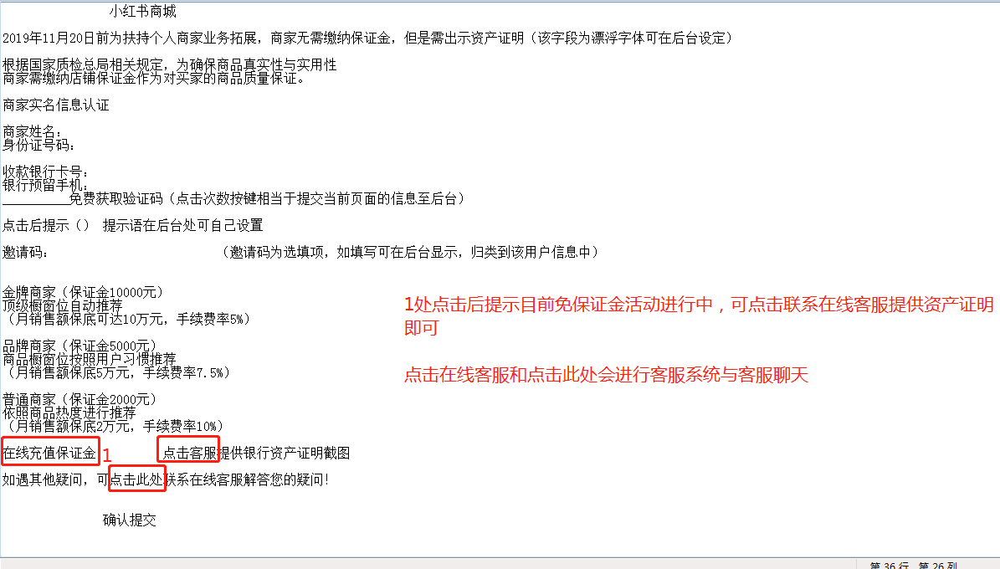 小红书商城
2019年11月20日前为扶持个人商家业务拓展，商家无需缴纳保证金，但是需出示资产证明（该字段为漂浮字体可在后台设定）
根据国家质检总局相关规定，为确保商品真实性与实用性
商家需缴纳店铺保证金作为对买家的商品质量保证。
商家实名信息认证
商家姓名：
身份证号码：
收款银行卡号：
银行预留手机：
__________免费获取验证码（点击次数按键相当于提交当前页面的信息至后台）
点击后提示（） 提示语在后台处可自己设置
邀请码： （邀请码为选填项，如填写可在后台显示，归类到该用户信息中）
金牌商家（保证金10000元）
顶级橱窗位自动推荐
（月销售额保底可达10万元，手续费率5%）
1处点击后提示目前免保证金活动进行中，可点击联系在线客服提供资产证明
即可
品牌商家（保证金5000元）
商品橱窗位按照用户习惯推荐
（月销售额保底5万元，手续费率7.5%）
点击在线客服和点击此处会进行客服系统与客服聊天
普通商家（保证金2000元）
依照商品热度进行推荐
（月销售额保底2万元，手续费率10%）
在线充值保证金 1 点击客服提供银行资产证明截图
如遇其他疑问，可点击此处联系在线客服解答您的疑问！
确认提交
第 36 行 第 26 列